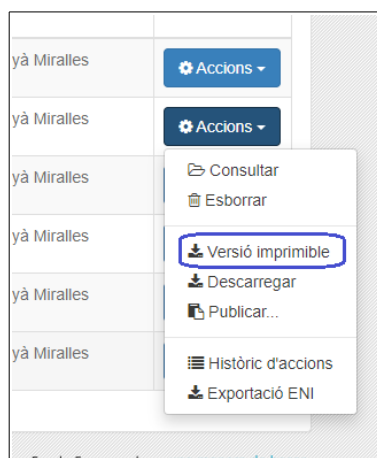 yà Miralles
Accions
yà Miralles
Accions
yà Miralles
Consultar
Esborrar
yà Miralles
Versió imprimible
Descarregar
yà Miralles
Publicar...
yà Miralles
Històric d'accions
Exportació ENI